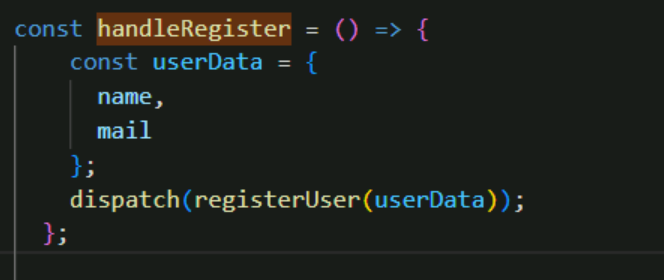 const handleRegister = () => {
    const userData = {
      name,
      mail
    };
    dispatch(registerUser(userData));
  };